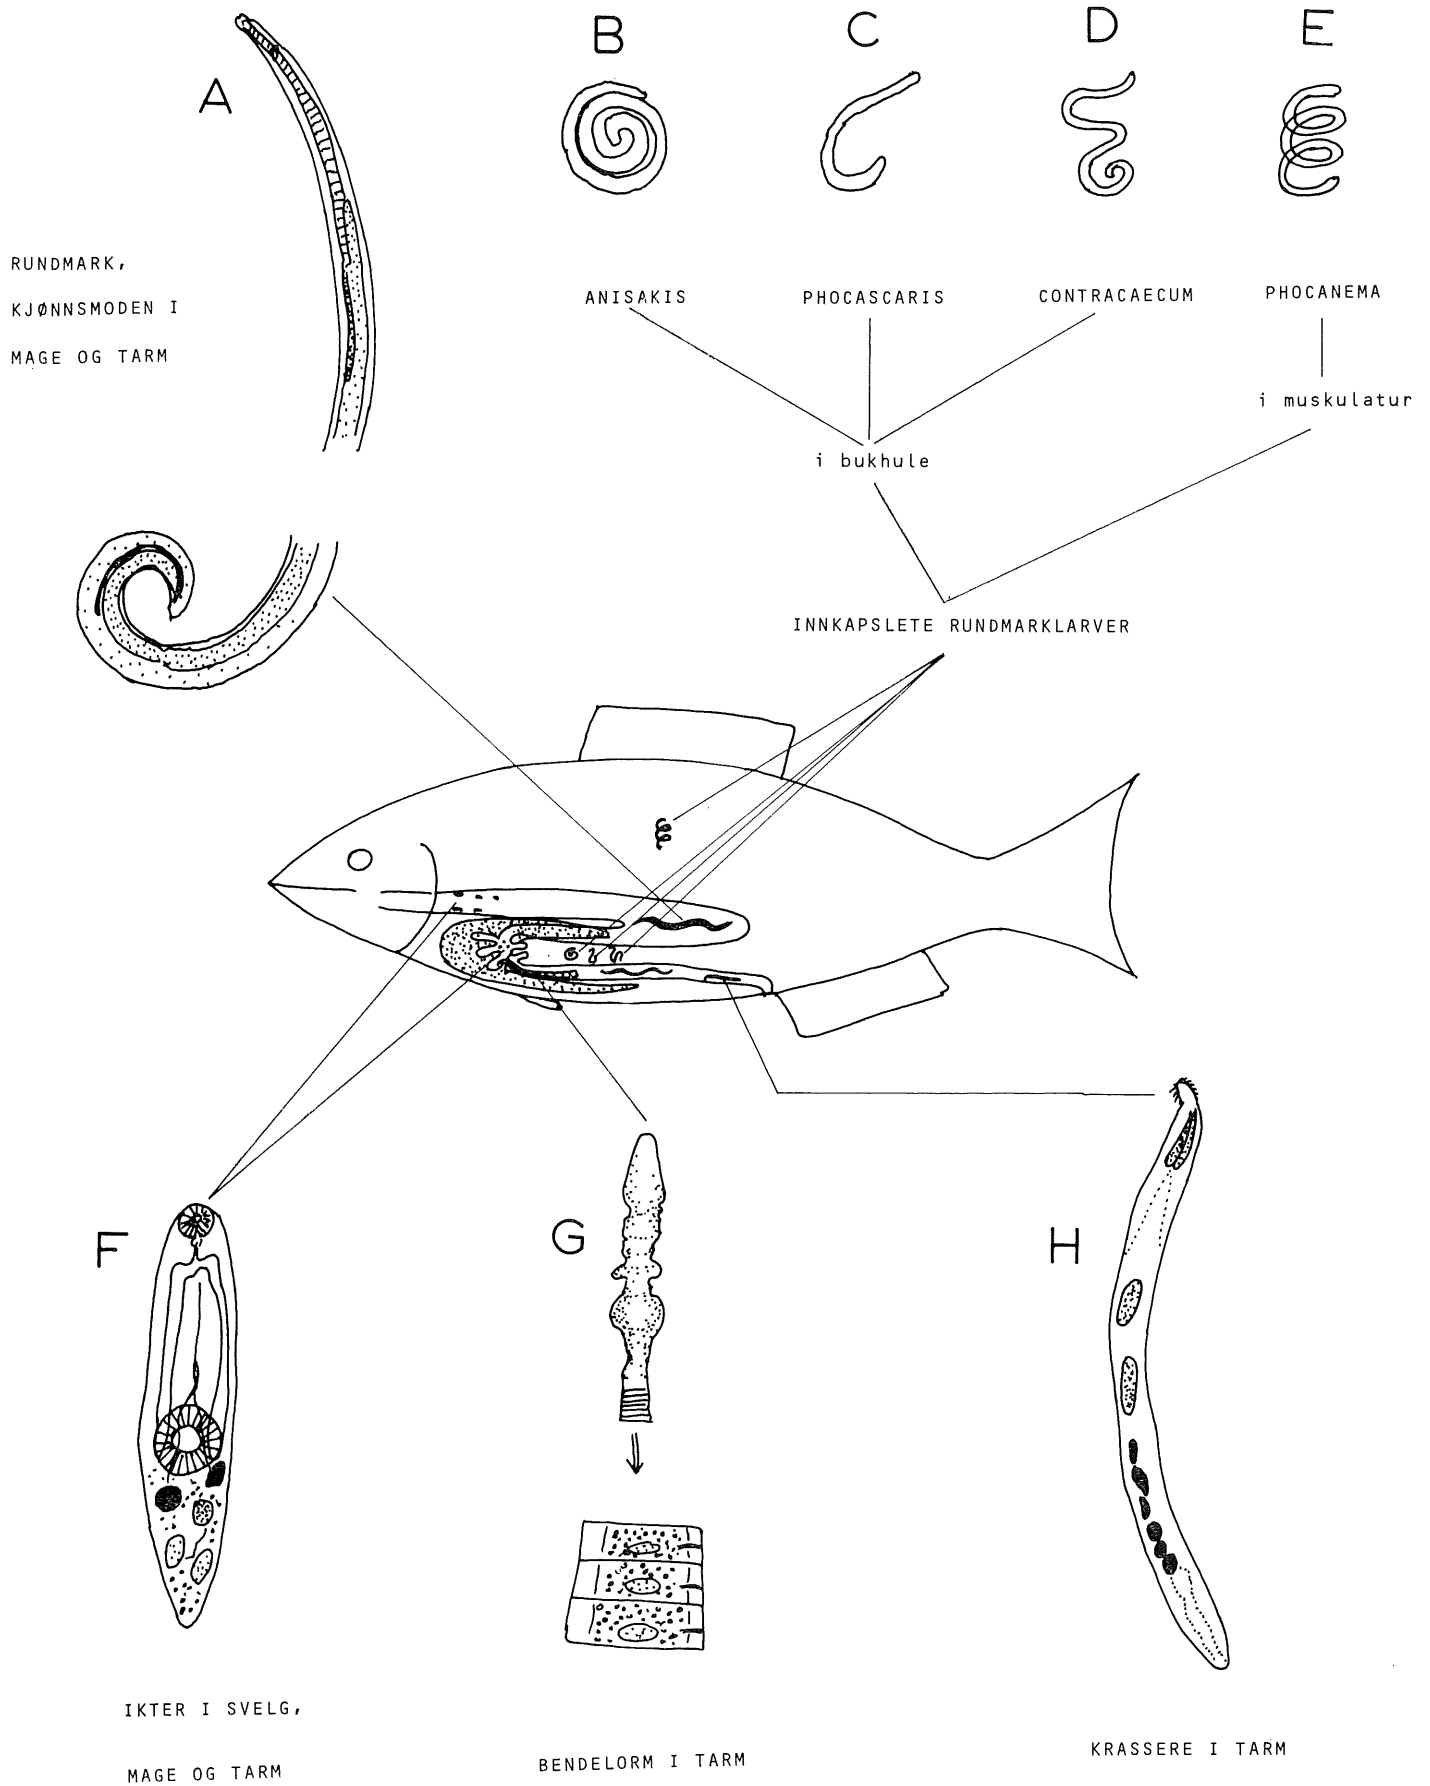 A
B
C
D
E
RUNDMARK,
KJØNNSMODEN I
MAGE OG TARM
ANISAKIS
PHOCASCARIS
CONTRACAECUM
PHOCANEMA
i muskulatur
i bukhule
INNKAPSLETE RUNDMARKLARVER
F
G
H
IKTER I SVELG,
MAGE OG TARM
BENDELORM I TARM
KRASSERE I TARM